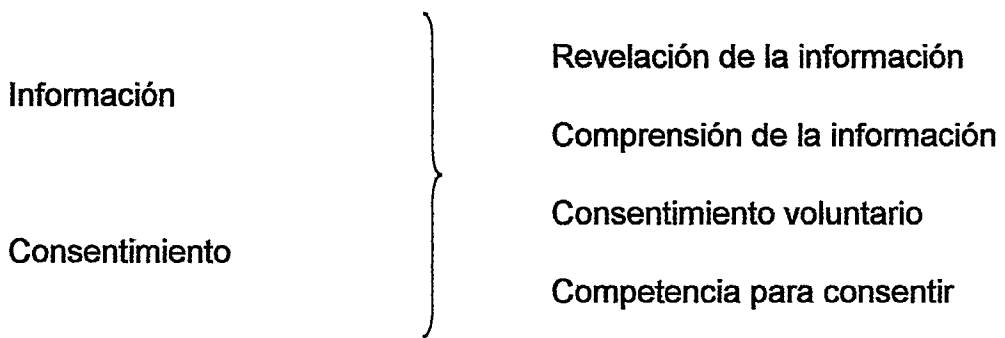 Información
Consentimiento
Revelación de la información
Comprensión de la información
Consentimiento voluntario
Competencia para consentir